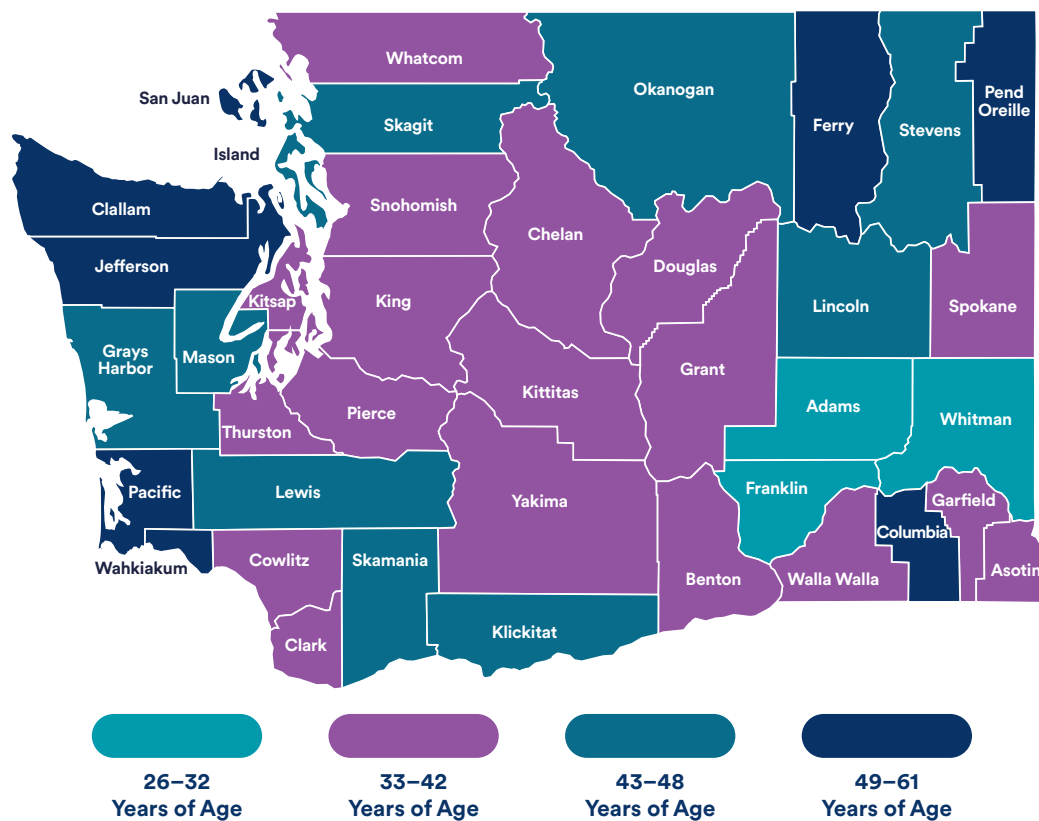 Whatcom
Okanogan
San Juan
Pend
Oreille
Ferry
Skagit
Stevens
Island
Clallam
Snohomish
Chelan
Jefferson
Douglas
Kitsap
King
Lincoln
Spokane
Grays
Harbor
Mason
Grant
Kittitas
Adams
Pierce
Whitman
Thurston
Franklin
Pacific
Lewis
Yakima
Garfield
Columbia
Wahkiakum
Cowlitz
Skamania
Benton
Walla Walla
Asotin
Klickitat
Clark
26–32
Years of Age
33–42
Years of Age
43–48
Years of Age
49–61
Years of Age